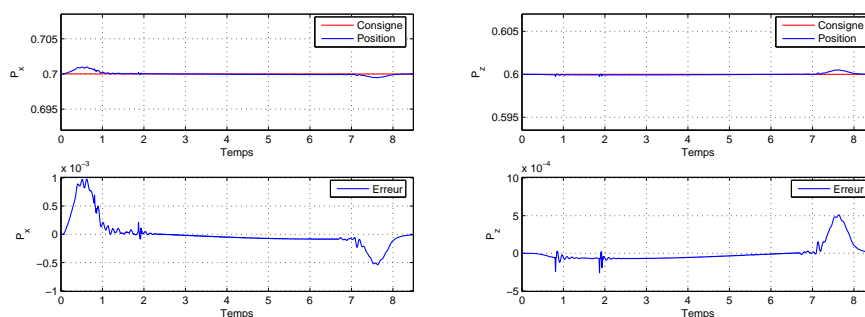 0.705
0.7
0.695
P_x
Consigne
Position
0 1 2 3 4 5 6 7 8
Temps
0.605
0.6
0.595
P_z
Consigne
Position
0 1 2 3 4 5 6 7 8
Temps
x 10^-3
1
0.5
0
−0.5
−1
P_x
Erreur
0 1 2 3 4 5 6 7 8
Temps
x 10^-4
10
5
0
−5
P_z
Erreur
0 1 2 3 4 5 6 7 8
Temps